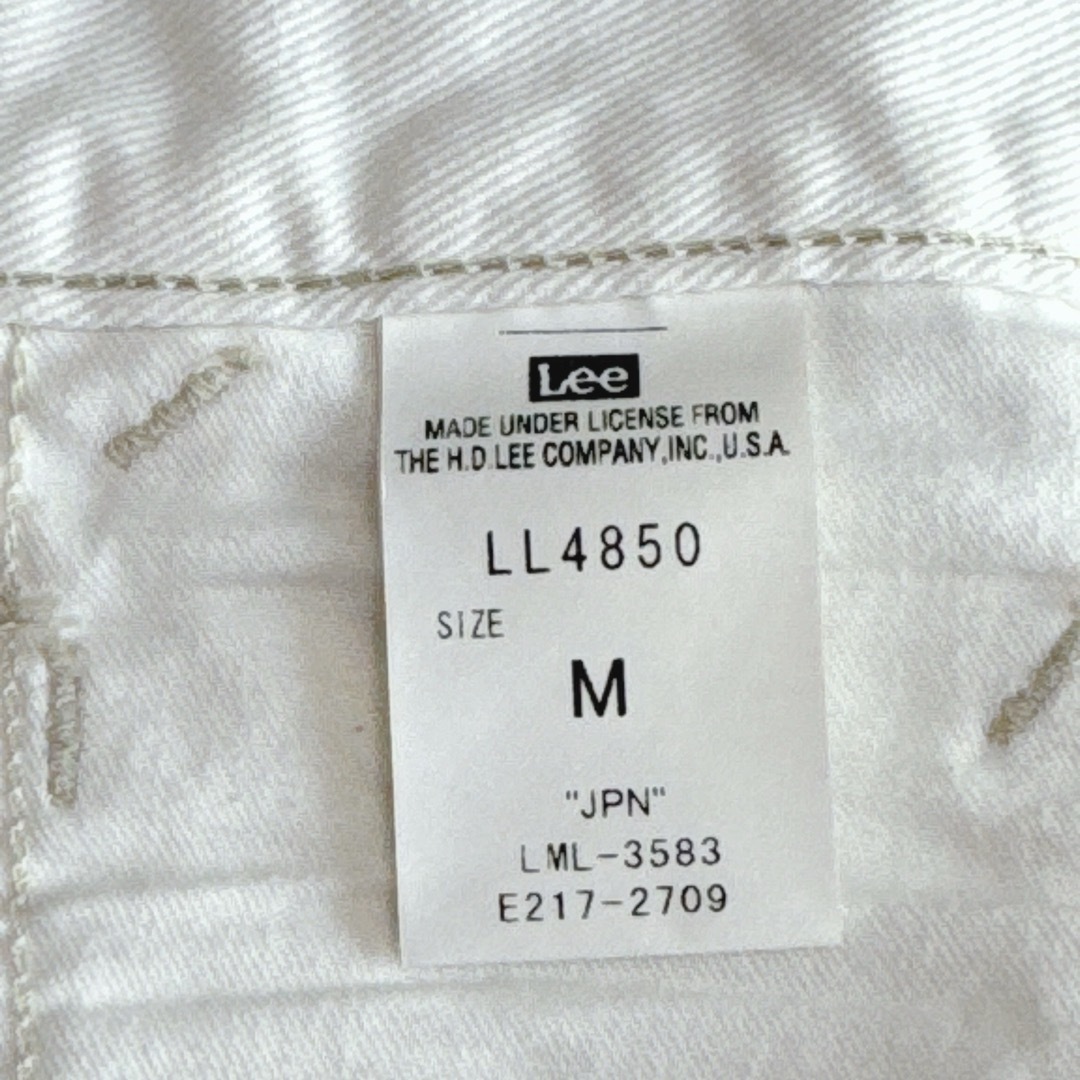 Lee
MADE UNDER LICENSE FROM
THE H.D.LEE COMPANY,INC.,U.S.A.
LL4850
SIZE
M
"JPN"
LML-3583
E217-2709